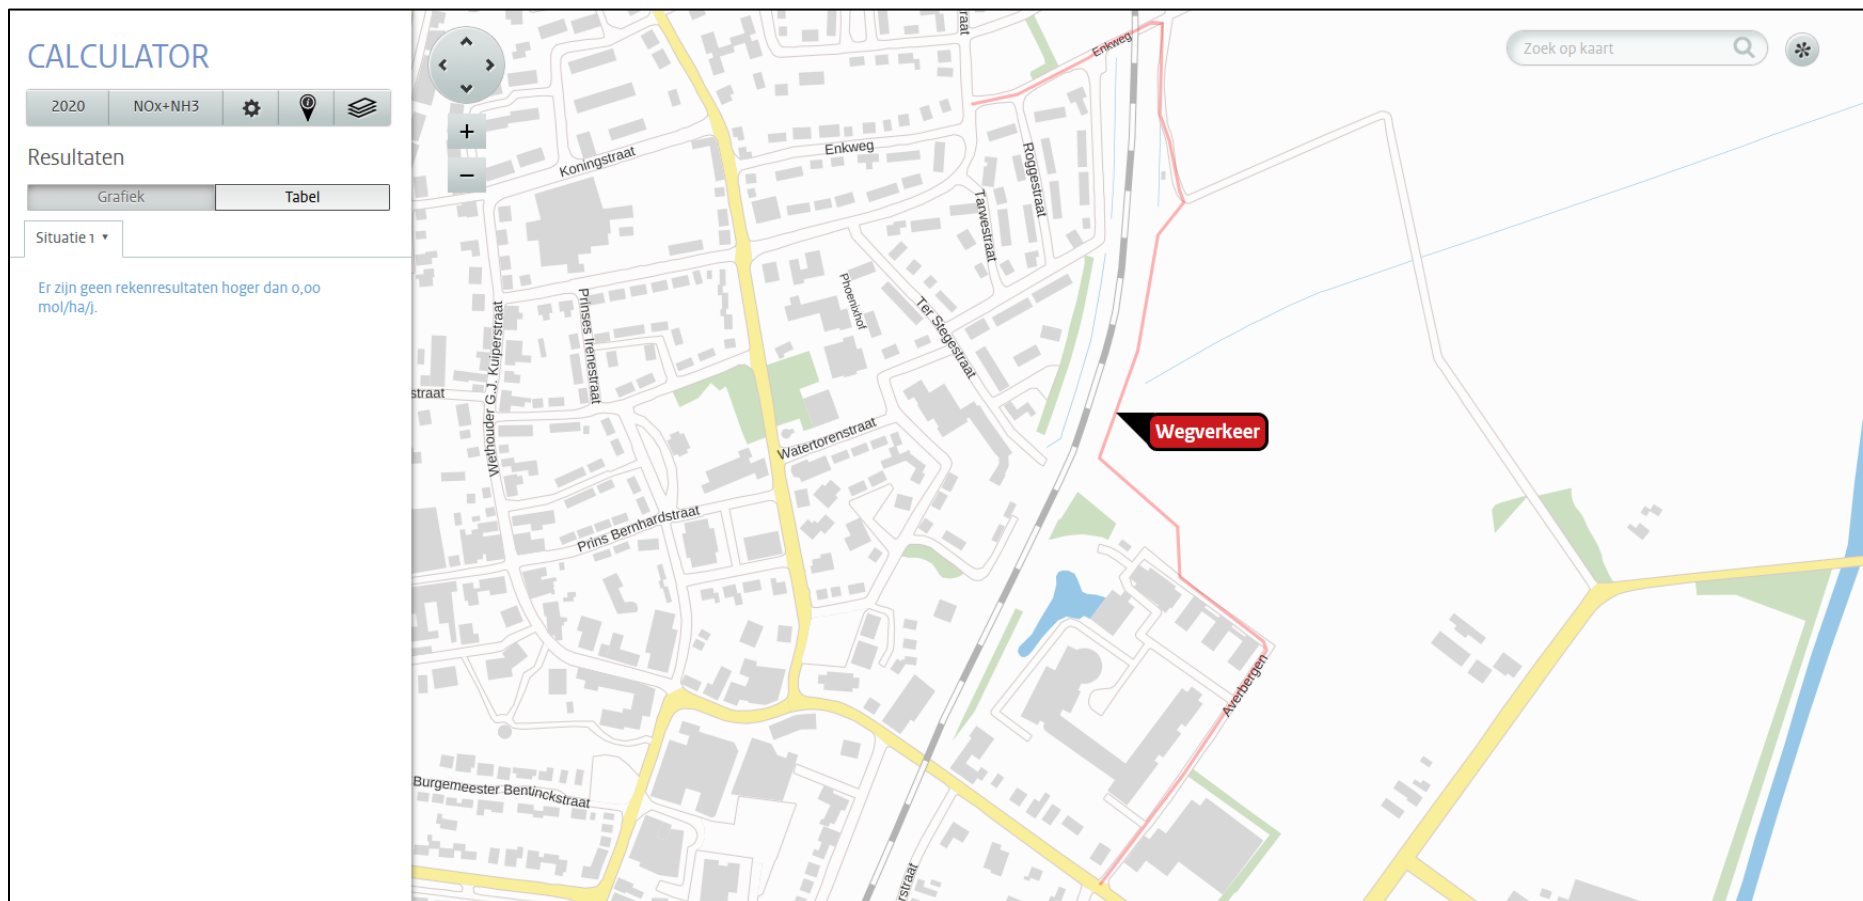 CALCULATOR
2020
NOx+NH3
Resultaten
Grafiek
Tabel
Situatie 1
Er zijn geen rekenresultaten hoger dan 0,00
mol/ha/j.
Zoek op kaart
raat
Enkweg
Koningstraat
Enkweg
Roggestraat
Tarwestraat
Phoenixhof
Ter Stegestraat
Prinses Irenestraat
Wethouder G.J. Kuiperstraat
straat
Watertorenstraat
Wegverkeer
Prins Bernhardstraat
Averbergen
Burgemeester Bentinckstraat
rstraat